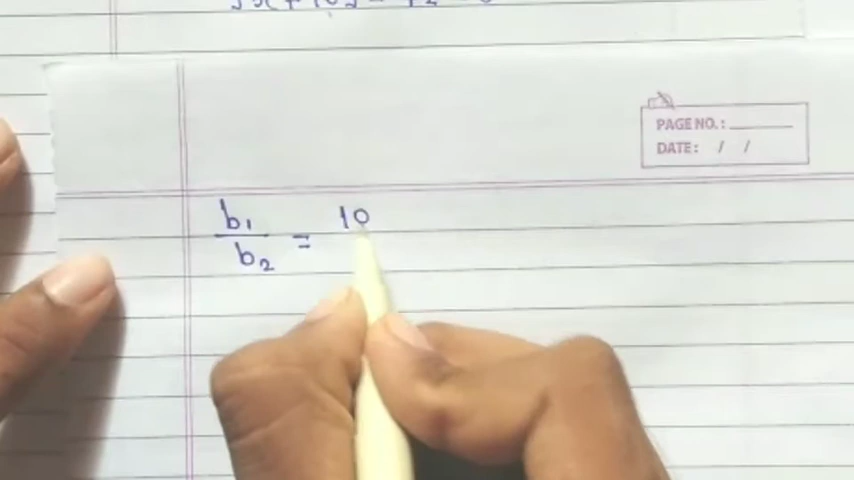 PAGE NO.:
DATE: / /
b₁/b₂ = 10